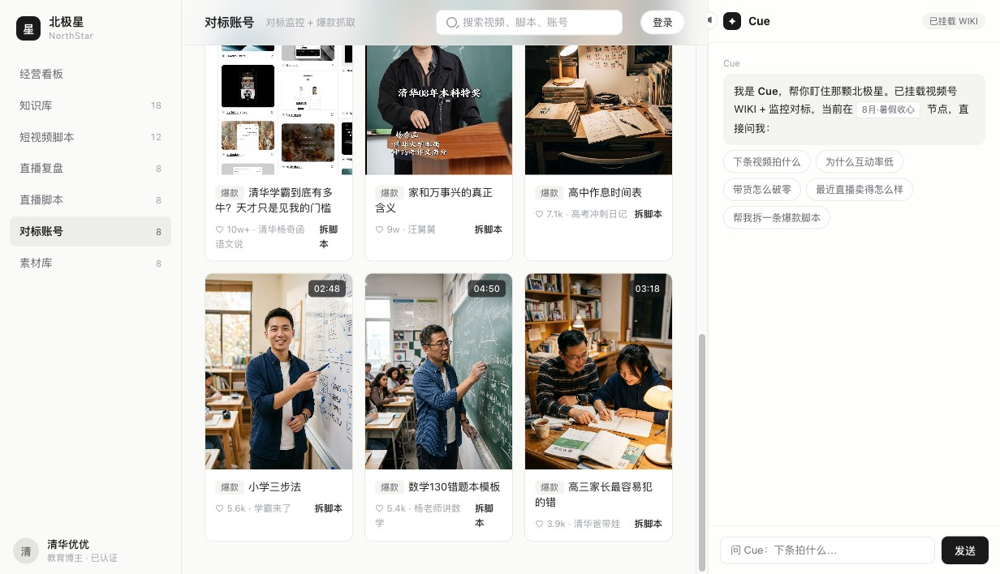 星
北极星
NorthStar
经营看板
知识库 18
短视频脚本 12
直播复盘 8
直播脚本 8
对标账号 8
素材库 8
清
清华优优
教育博主 · 已认证
对标账号 对标监控 + 爆款抓取
搜索视频、脚本、账号
登录
清华08年本科特奖
爆款 清华学霸到底有多
牛？天才只是见我的门槛
10w+ · 清华杨奇函
语文说
拆脚
本
爆款 家和万事兴的真正
含义
9w · 汪舅舅 拆脚本
爆款 高中作息时间表
7.1k · 高考冲刺日记 拆脚本
02:48
爆款 小学三步法
5.6k · 学霸来了 拆脚本
04:50
爆款 数学130错题本模板
5.4k · 杨老师讲数
学
拆脚
本
03:18
爆款 高三家长最容易犯
的错
3.9k · 清华爸带娃 拆脚本
Cue 已挂载 WIKI
Cue
我是 Cue，帮你盯住那颗北极星。已挂载视频号
WIKI + 监控对标，当前在 8月·暑假收心 节点，直
接问我：
下条视频拍什么 为什么互动率低
带货怎么破零 最近直播卖得怎么样
帮我拆一条爆款脚本
问 Cue：下条拍什么…
发送